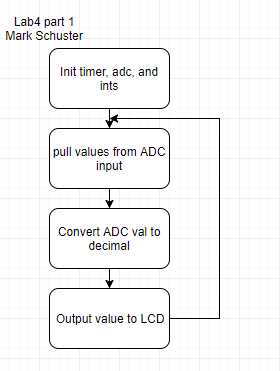 Lab4 part 1
Mark Schuster
Init timer, adc, and
ints
pull values from ADC
input
Convert ADC val to
decimal
Output value to LCD